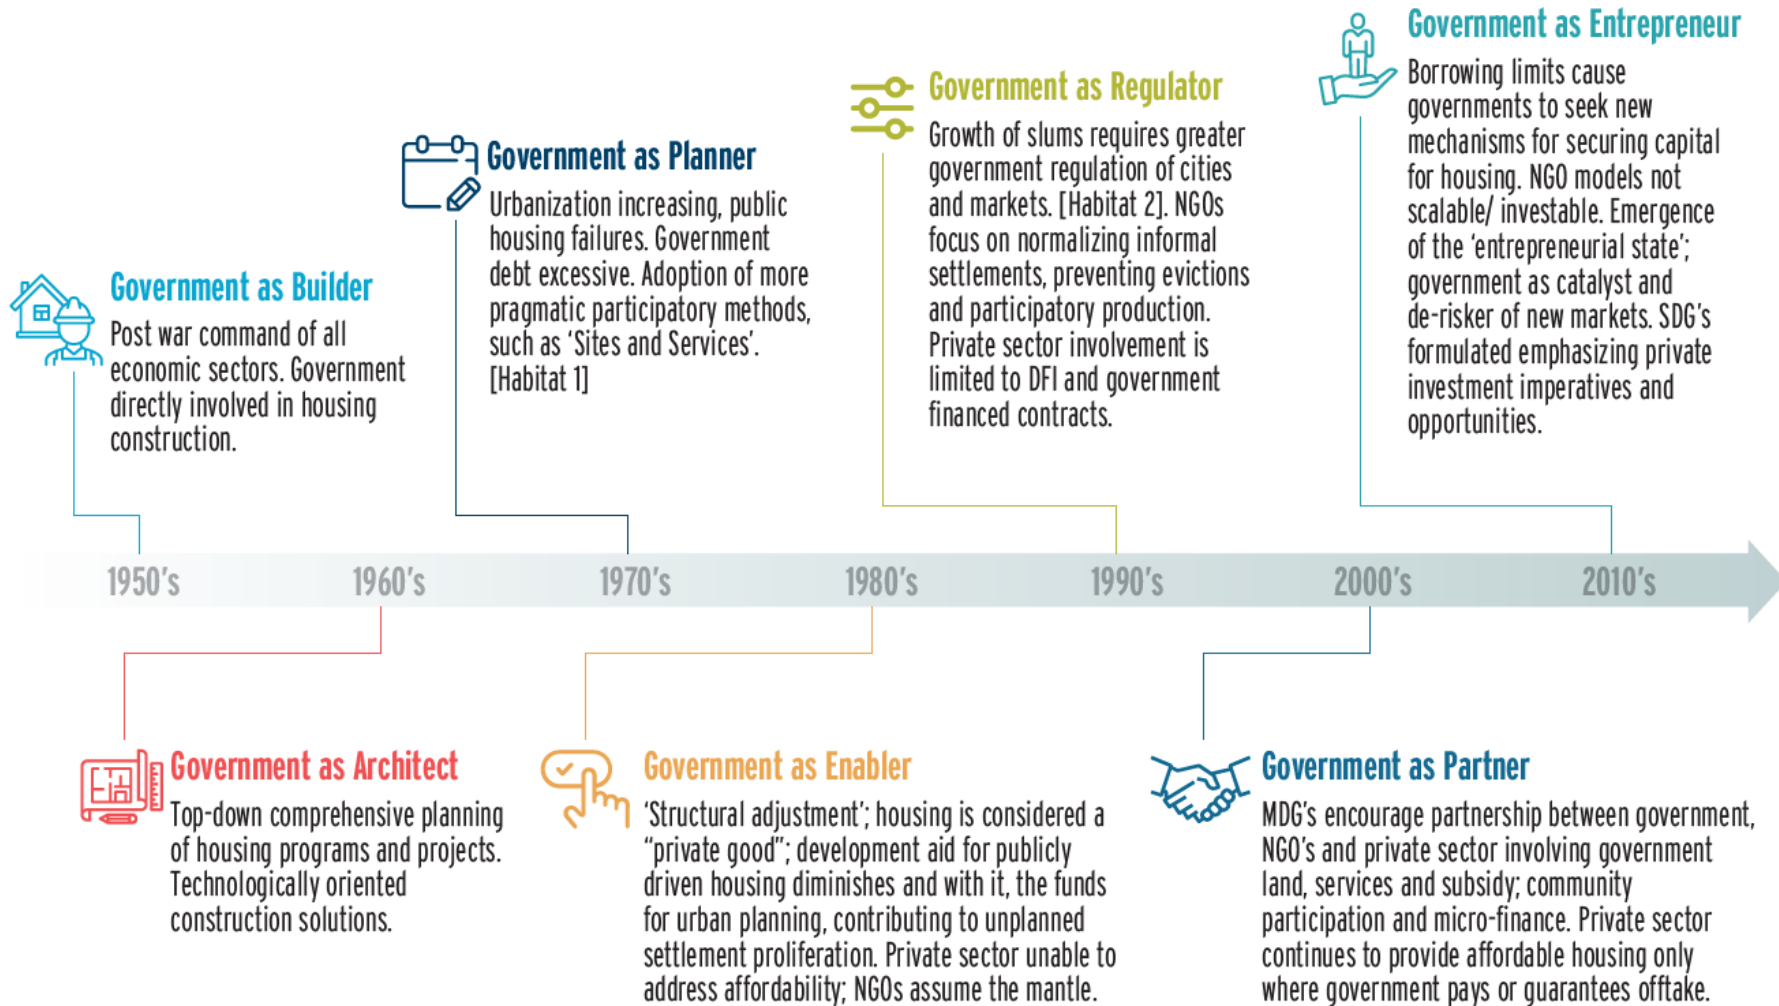 Government as Builder
Post war command of all
economic sectors. Government
directly involved in housing
construction.
Government as Planner
Urbanization increasing, public
housing failures. Government
debt excessive. Adoption of more
pragmatic participatory methods,
such as ‘Sites and Services’.
[Habitat 1]
Government as Regulator
Growth of slums requires greater
government regulation of cities
and markets. [Habitat 2]. NGOs
focus on normalizing informal
settlements, preventing evictions
and participatory production.
Private sector involvement is
limited to DFI and government
financed contracts.
Government as Entrepreneur
Borrowing limits cause
governments to seek new
mechanisms for securing capital
for housing. NGO models not
scalable/ investable. Emergence
of the ‘entrepreneurial state’;
government as catalyst and
de-risker of new markets. SDG’s
formulated emphasizing private
investment imperatives and
opportunities.
1950’s 1960’s 1970’s 1980’s 1990’s 2000’s 2010’s
Government as Architect
Top-down comprehensive planning
of housing programs and projects.
Technologically oriented
construction solutions.
Government as Enabler
‘Structural adjustment’; housing is considered a
“private good”; development aid for publicly
driven housing diminishes and with it, the funds
for urban planning, contributing to unplanned
settlement proliferation. Private sector unable to
address affordability; NGOs assume the mantle.
Government as Partner
MDG’s encourage partnership between government,
NGO’s and private sector involving government
land, services and subsidy; community
participation and micro-finance. Private sector
continues to provide affordable housing only
where government pays or guarantees offtake.